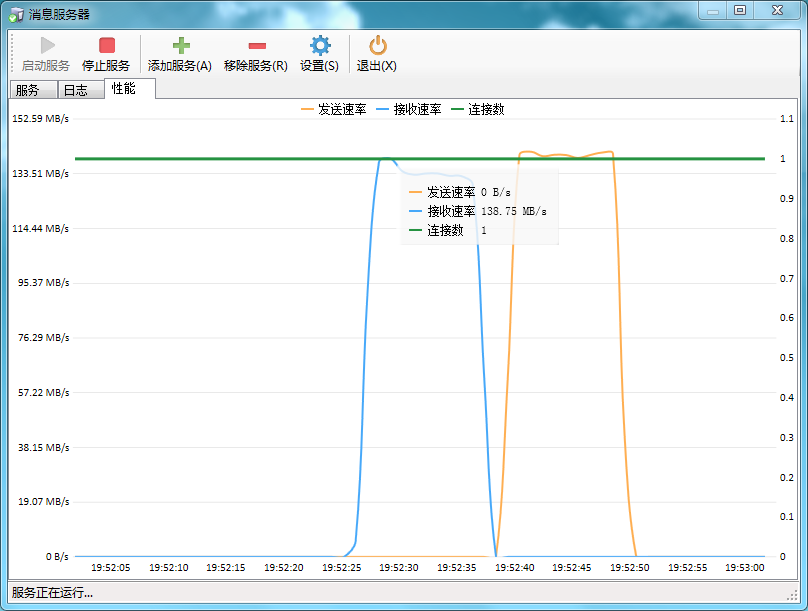 消息服务器
启动服务 停止服务 添加服务(A) 移除服务(R) 设置(S) 退出(X)
服务 日志 性能
发送速率 接收速率 连接数
152.59 MB/s 1.1
133.51 MB/s 1
0.9
114.44 MB/s 0.8
95.37 MB/s 0.7
76.29 MB/s 0.6
0.5
57.22 MB/s 0.4
38.15 MB/s 0.3
0.2
19.07 MB/s 0.1
0 B/s 0
发送速率 0 B/s
接收速率 138.75 MB/s
连接数 1
19:52:05 19:52:10 19:52:15 19:52:20 19:52:25 19:52:30 19:52:35 19:52:40 19:52:45 19:52:50 19:52:55 19:53:00
服务正在运行...